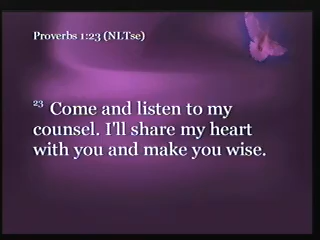 Proverbs 1:23 (NLTse)
23 Come and listen to my
counsel. I'll share my heart
with you and make you wise.